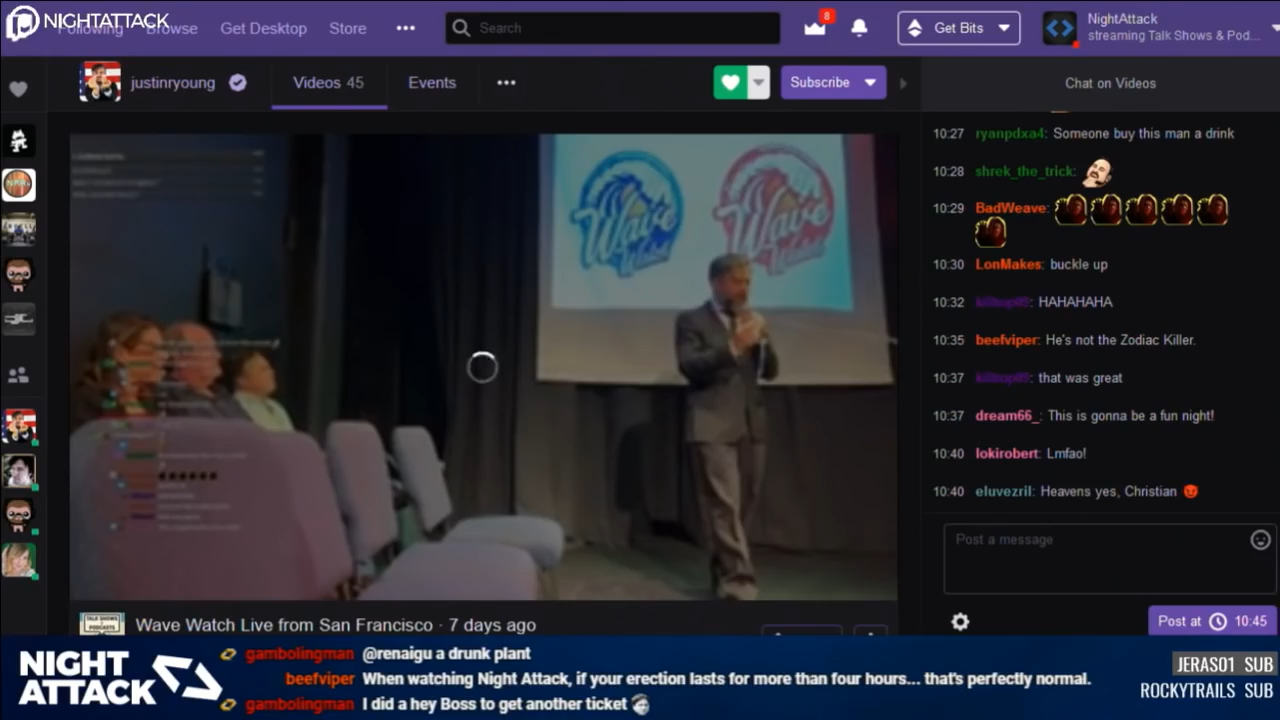 NIGHTATTACK
Following Browse Get Desktop Store ••• Search 8 Get Bits NightAttack
streaming Talk Shows & Pod...
justinryoung Videos 45 Events ••• Subscribe Chat on Videos
10:27 ryanpdxa4: Someone buy this man a drink
10:28 shrek_the_trick:
10:29 BadWeave:
10:30 LonMakes: buckle up
10:32 HAHAHAHA
10:35 beefviper: He's not the Zodiac Killer.
10:37 that was great
10:37 dream66_: This is gonna be a fun night!
10:40 lokirobert: Lmfao!
10:40 eluvezril: Heavens yes, Christian
Wave
Wave
Post a message
Post at 10:45
TALK SHOWS
PODCASTS
Wave Watch Live from San Francisco · 7 days ago
NIGHT
ATTACK
gambolingman @renaigu a drunk plant
beefviper When watching Night Attack, if your erection lasts for more than four hours... that's perfectly normal.
gambolingman I did a hey Boss to get another ticket
JERAS01 SUB
ROCKYTRAILS SUB